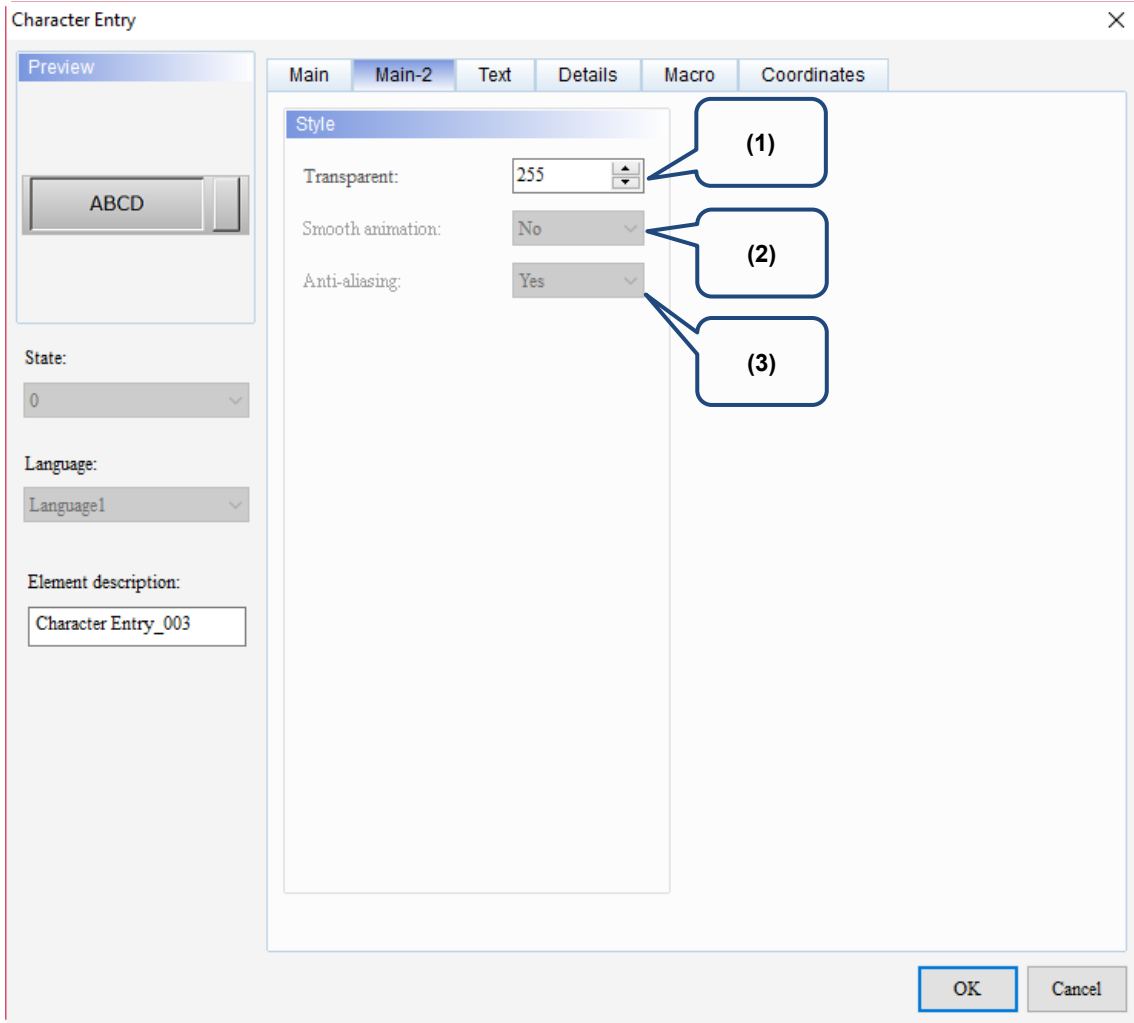 Character Entry
Preview
ABCD
State:
0
Language:
Language1
Element description:
Character Entry_003
Main Main-2 Text Details Macro Coordinates
Style
Transparent: 255
Smooth animation: No
Anti-aliasing: Yes
(1)
(2)
(3)
OK Cancel